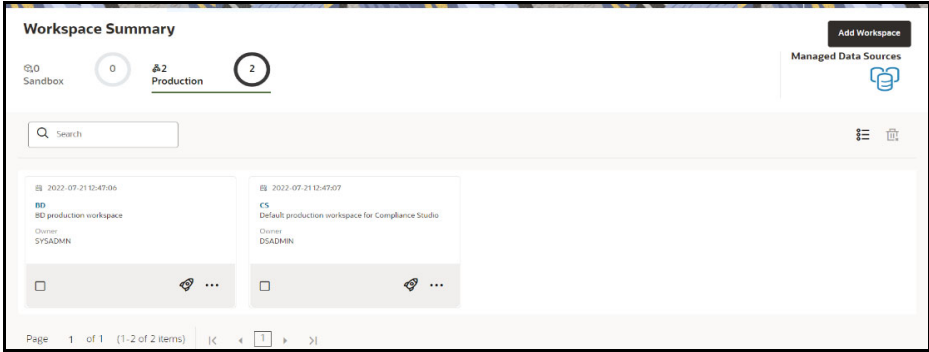 Workspace Summary
Add Workspace
0
Sandbox
0
2
Production
2
Managed Data Sources
Search
2022-07-21 12:47:06
BD
BD production workspace
Owner
SYSADMN
2022-07-21 12:47:07
CS
Default production workspace for Compliance Studio
Owner
DSADMIN
Page 1 of 1 (1-2 of 2 items) 1